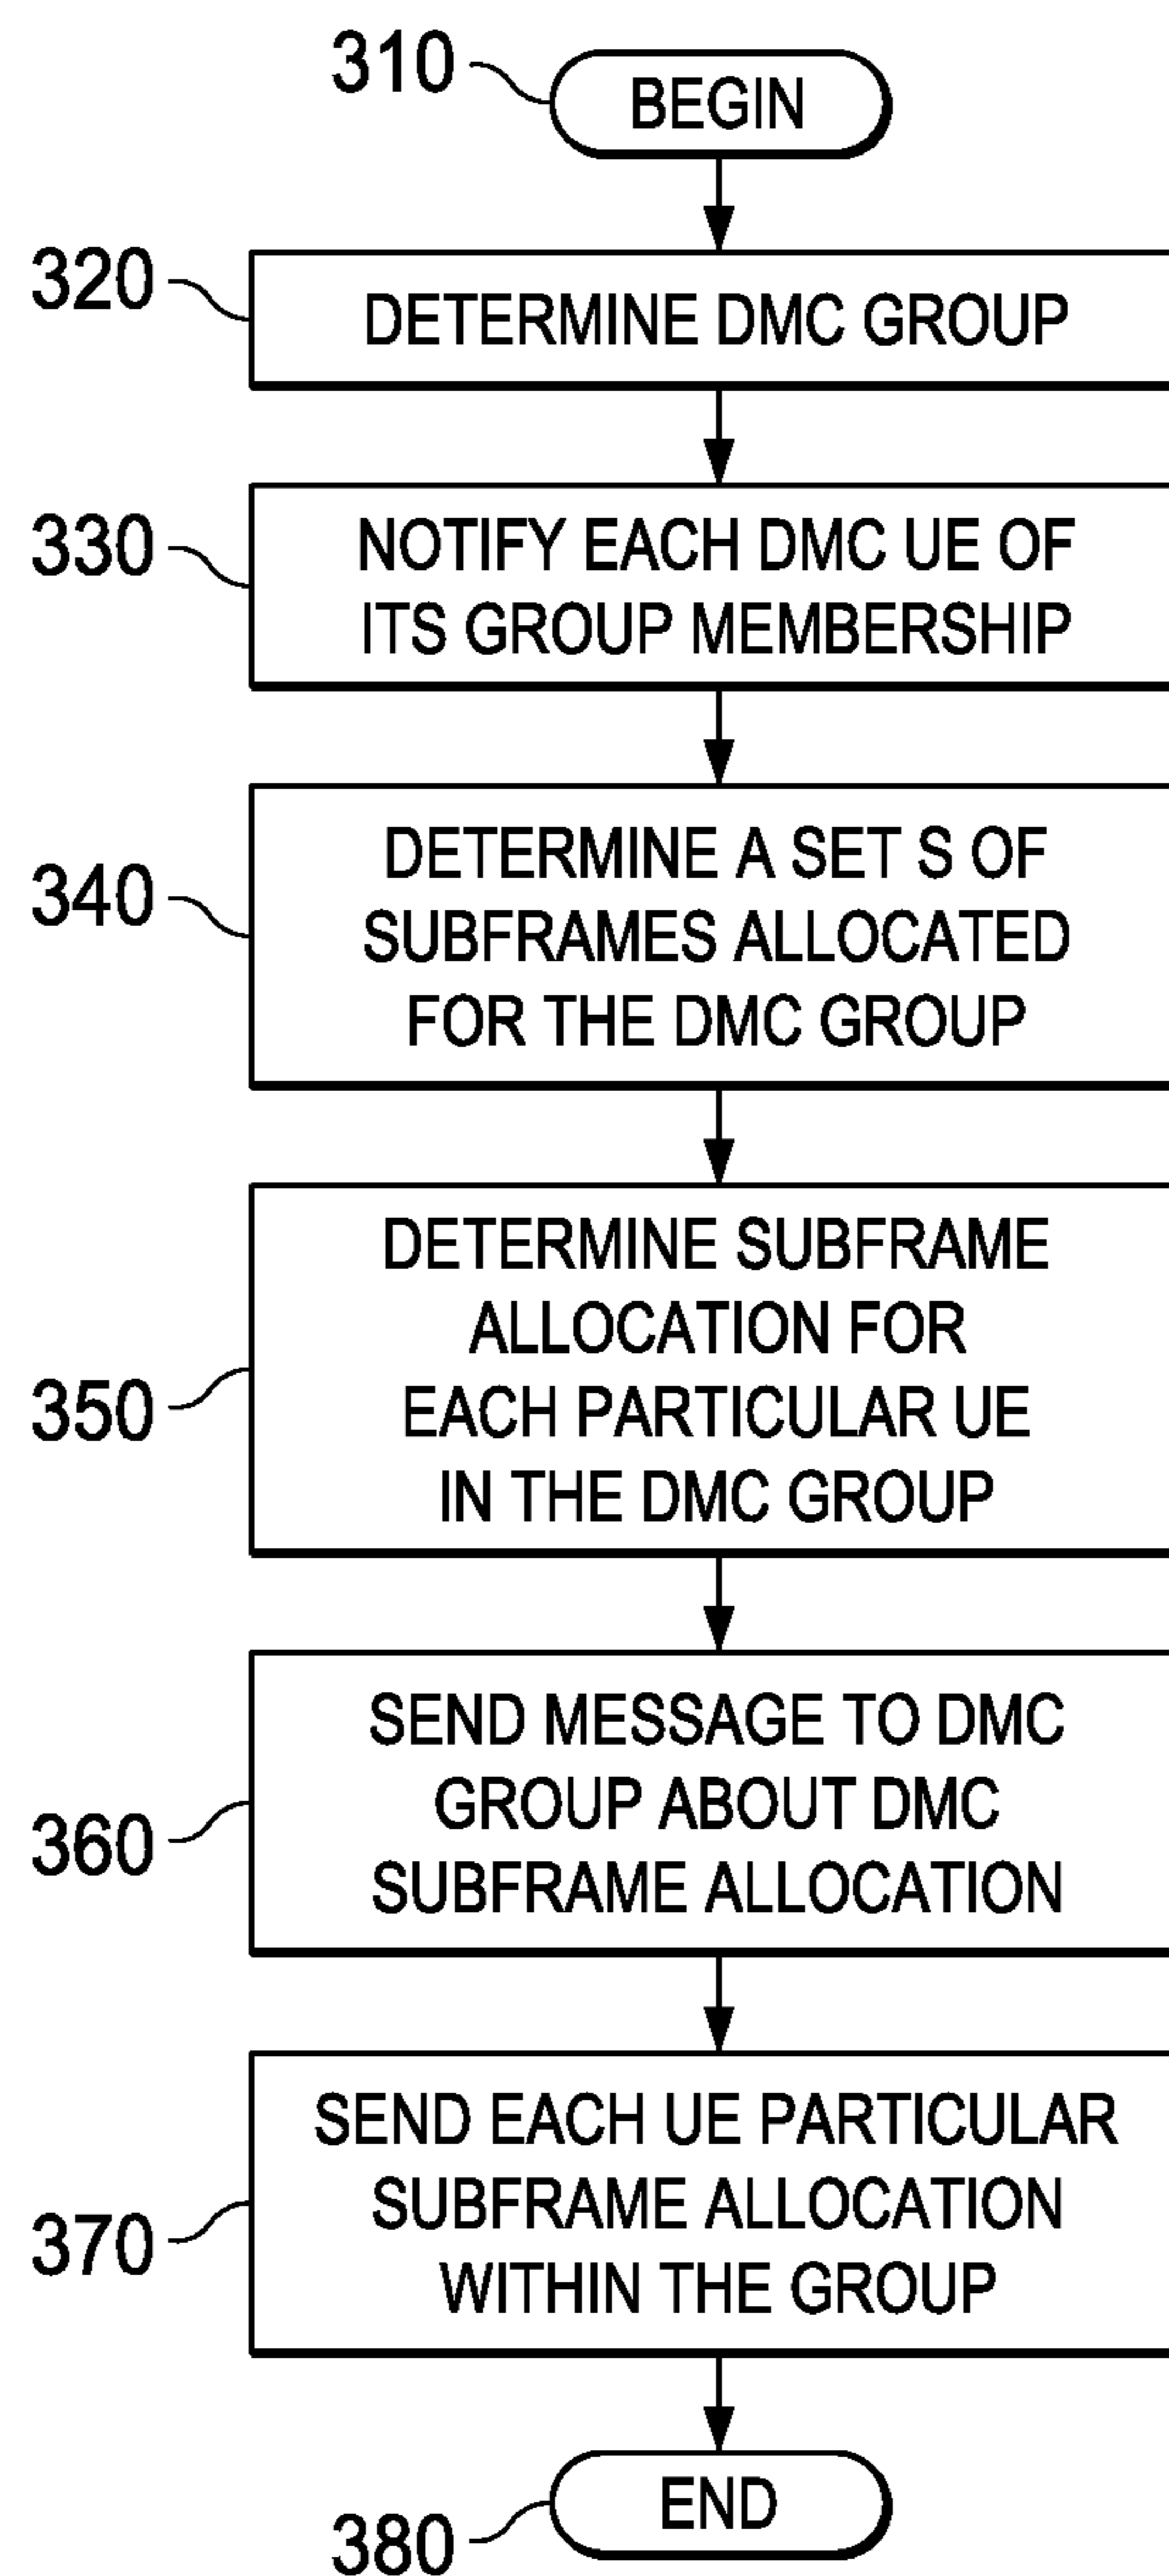 310
BEGIN
320
DETERMINE DMC GROUP
330
NOTIFY EACH DMC UE OF
ITS GROUP MEMBERSHIP
340
DETERMINE A SET S OF
SUBFRAMES ALLOCATED
FOR THE DMC GROUP
350
DETERMINE SUBFRAME
ALLOCATION FOR
EACH PARTICULAR UE
IN THE DMC GROUP
360
SEND MESSAGE TO DMC
GROUP ABOUT DMC
SUBFRAME ALLOCATION
370
SEND EACH UE PARTICULAR
SUBFRAME ALLOCATION
WITHIN THE GROUP
380
END